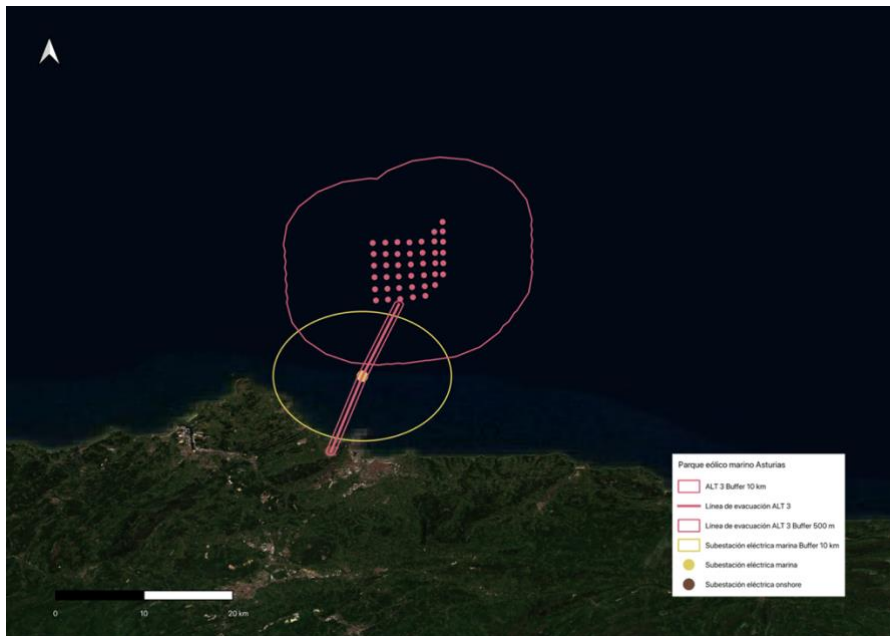 Parque eólico marino Asturias
ALT 3 Buffer 10 km
Línea de evacuación ALT 3
Línea de evacuación ALT 3 Buffer 500 m
Subestación eléctrica marina Buffer 10 km
Subestación eléctrica marina
Subestación eléctrica onshore
0 10 20 km